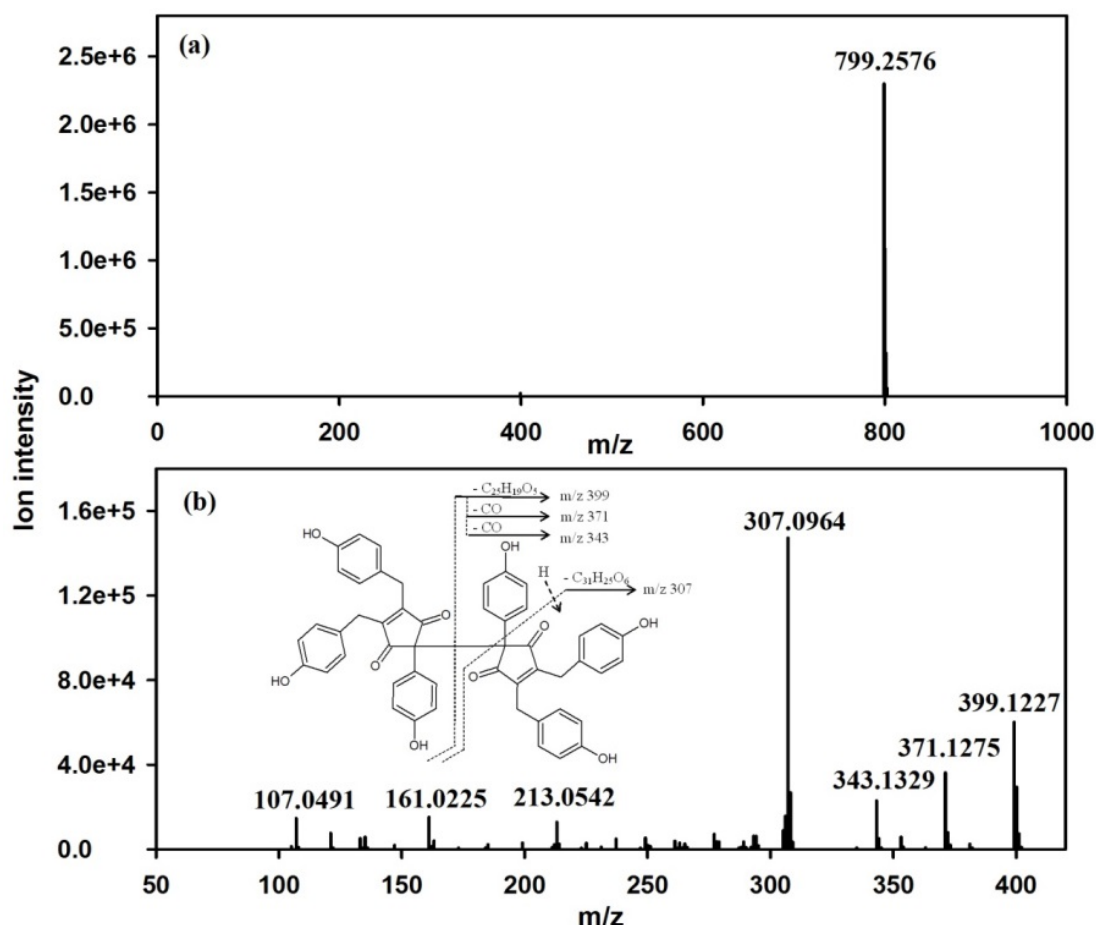 (a)
799.2576
2.5e+6
2.0e+6
1.5e+6
1.0e+6
5.0e+5
0.0
0 200 400 600 800 1000
m/z
Ion intensity
(b)
- C₂₅H₁₉O₅ m/z 399
- CO m/z 371
- CO m/z 343
1.6e+5
307.0964
HO
OH
H
- C₃₁H₂₅O₆ m/z 307
1.2e+5
O
O
OH
HO
O
O
8.0e+4
399.1227
OH
OH
371.1275
4.0e+4
343.1329
107.0491 161.0225 213.0542
0.0
50 100 150 200 250 300 350 400
m/z